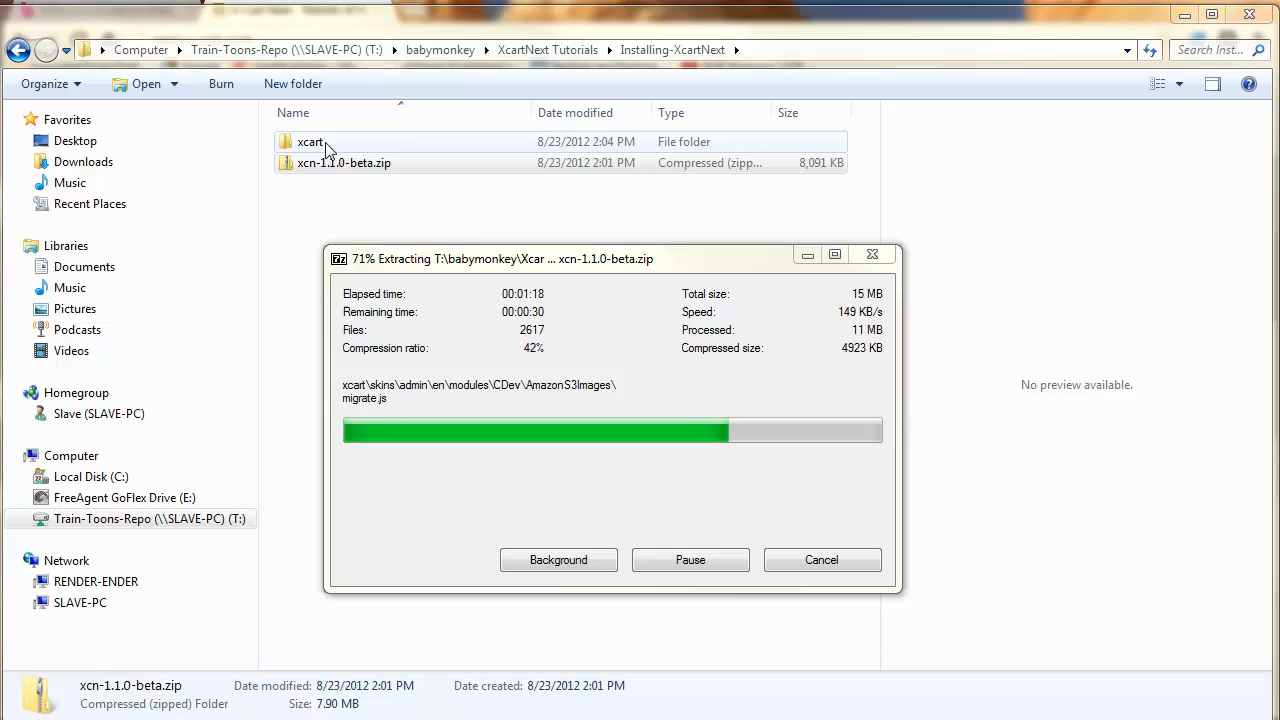 Computer
Train-Toons-Repo (\\SLAVE-PC) (T:)
babymonkey
XcartNext Tutorials
Installing-XcartNext
Search Inst...
Organize
Open
Burn
New folder
Name
Date modified
Type
Size
xcart
8/23/2012 2:04 PM
File folder
xcn-1.1.0-beta.zip
8/23/2012 2:01 PM
Compressed (zipp...
8,091 KB
Favorites
Desktop
Downloads
Music
Recent Places
Libraries
Documents
Music
Pictures
Podcasts
Videos
Homegroup
Slave (SLAVE-PC)
Computer
Local Disk (C:)
FreeAgent GoFlex Drive (E:)
Train-Toons-Repo (\\SLAVE-PC) (T:)
Network
RENDER-ENDER
SLAVE-PC
7z
71% Extracting T:\babymonkey\Xcar ... xcn-1.1.0-beta.zip
Elapsed time:
00:01:18
Total size:
15 MB
Remaining time:
00:00:30
Speed:
149 KB/s
Files:
2617
Processed:
11 MB
Compression ratio:
42%
Compressed size:
4923 KB
xcart\skins\admin\en\modules\CDev\AmazonS3Images\
migrate.js
Background
Pause
Cancel
No preview available.
xcn-1.1.0-beta.zip
Date modified: 8/23/2012 2:01 PM
Date created: 8/23/2012 2:01 PM
Compressed (zipped) Folder
Size: 7.90 MB